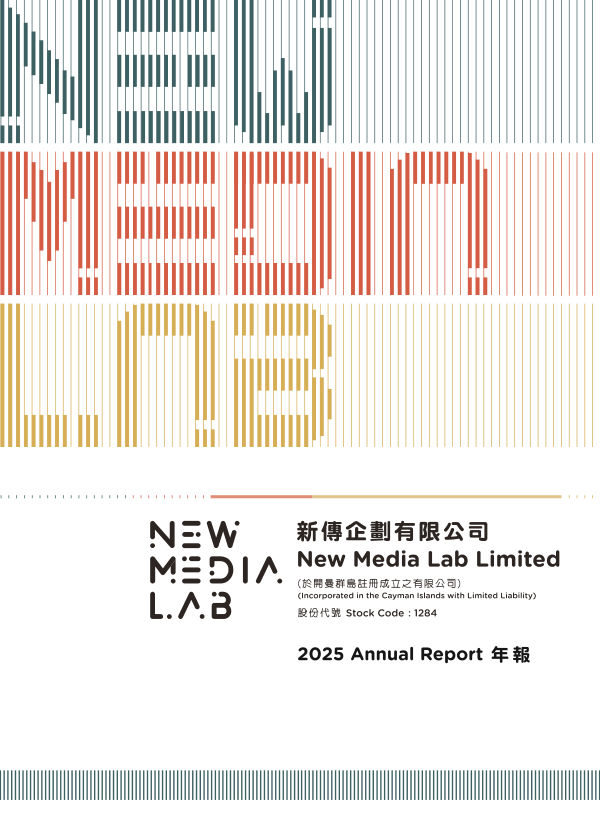 NEW
MEDIA
LAB
NEW
MEDIA
LAB
新傳企劃有限公司
New Media Lab Limited
(於開曼群島註冊成立之有限公司)
(Incorporated in the Cayman Islands with Limited Liability)
股份代號 Stock Code : 1284
2025 Annual Report 年報